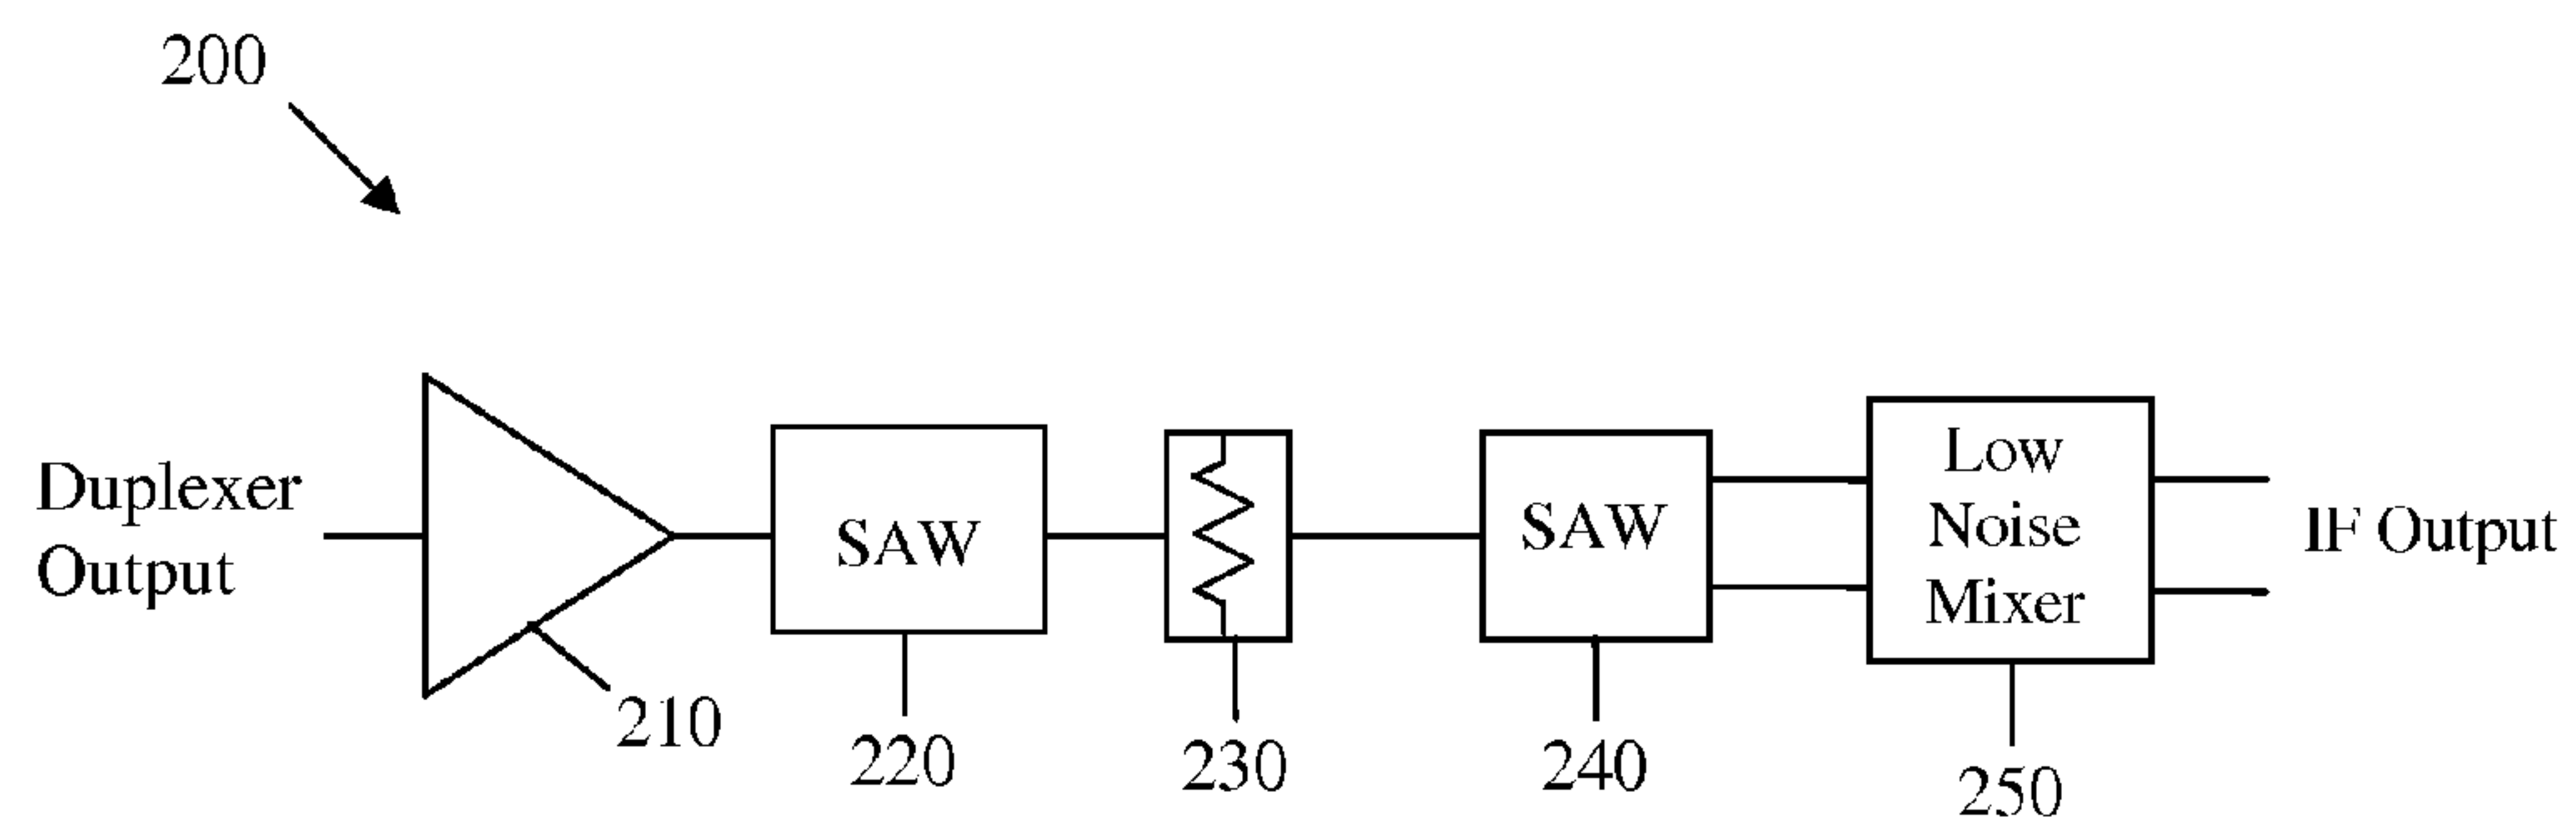 200
Duplexer
Output
210
SAW
220
230
SAW
240
Low
Noise
Mixer
250
IF Output